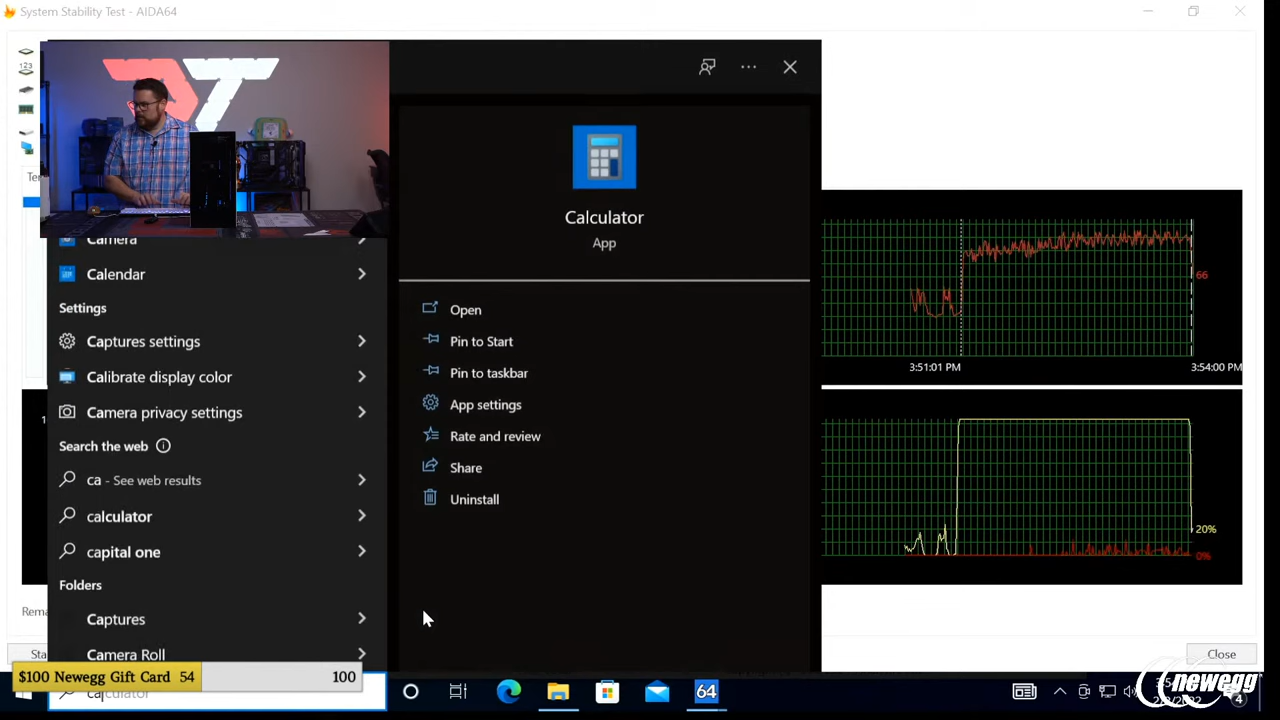 System Stability Test - AIDA64
Calculator
App
Camera
Calendar
Settings
Captures settings
Calibrate display color
Camera privacy settings
Search the web
ca - See web results
calculator
capital one
Folders
Captures
Camera Roll
Open
Pin to Start
Pin to taskbar
App settings
Rate and review
Share
Uninstall
66
3:51:01 PM
3:54:00 PM
20%
0%
Close
$100 Newegg Gift Card 54
100
calculator
64
newegg
4